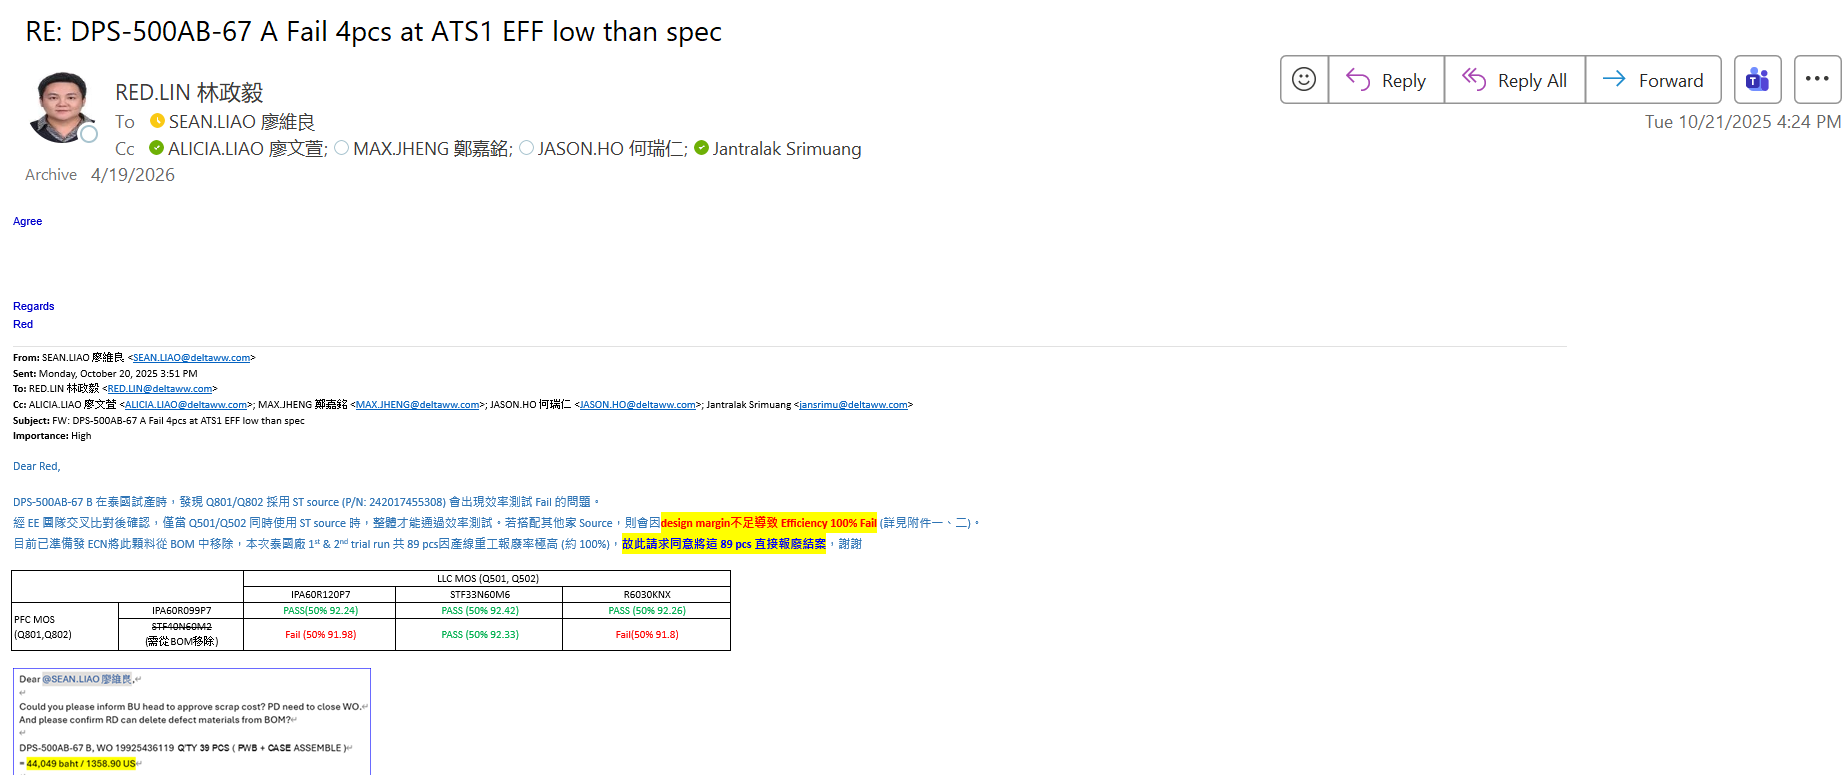 RE: DPS-500AB-67 A Fail 4pcs at ATS1 EFF low than spec
RED.LIN 林政毅
To SEAN.LIAO 廖維良
Cc ALICIA.LIAO 廖文萱; MAX.JHENG 鄭嘉銘; JASON.HO 何瑞仁; Jantralak Srimuang
Archive 4/19/2026
Reply
Reply All
Forward
Tue 10/21/2025 4:24 PM
Agree
Regards
Red
From: SEAN.LIAO 廖維良 <SEAN.LIAO@deltaww.com>
Sent: Monday, October 20, 2025 3:51 PM
To: RED.LIN 林政毅 <RED.LIN@deltaww.com>
Cc: ALICIA.LIAO 廖文萱 <ALICIA.LIAO@deltaww.com>; MAX.JHENG 鄭嘉銘 <MAX.JHENG@deltaww.com>; JASON.HO 何瑞仁 <JASON.HO@deltaww.com>; Jantralak Srimuang <jansrimu@deltaww.com>
Subject: FW: DPS-500AB-67 A Fail 4pcs at ATS1 EFF low than spec
Importance: High
Dear Red,
DPS-500AB-67 B 在泰國試產時，發現 Q801/Q802 採用 ST source (P/N: 242017455308) 會出現效率測試 Fail 的問題。
經 EE 團隊交叉比對後確認，僅當 Q501/Q502 同時使用 ST source 時，整體才能通過效率測試。若搭配其他家 Source，則會因design margin不足導致 Efficiency 100% Fail (詳見附件一、二)。
目前已準備發 ECN將此顆料從 BOM 中移除，本次泰國廠 1st & 2nd trial run 共 89 pcs因產線重工報廢率極高 (約 100%)，故此請求同意將這 89 pcs 直接報廢結案，謝謝
LLC MOS (Q501, Q502)
IPA60R120P7 STF33N60M6 R6030KNX
PFC MOS (Q801,Q802) IPA60R099P7 PASS(50% 92.24) PASS (50% 92.42) PASS (50% 92.26)
STF40N60M2 (需從BOM移除) Fail (50% 91.98) PASS (50% 92.33) Fail(50% 91.8)
Dear @SEAN.LIAO 廖維良,
Could you please inform BU head to approve scrap cost? PD need to close WO.
And please confirm RD can delete defect materials from BOM?
DPS-500AB-67 B, WO 19925436119 Q'TY 39 PCS ( PWB + CASE ASSEMBLE )
= 44,049 baht / 1358.90 US